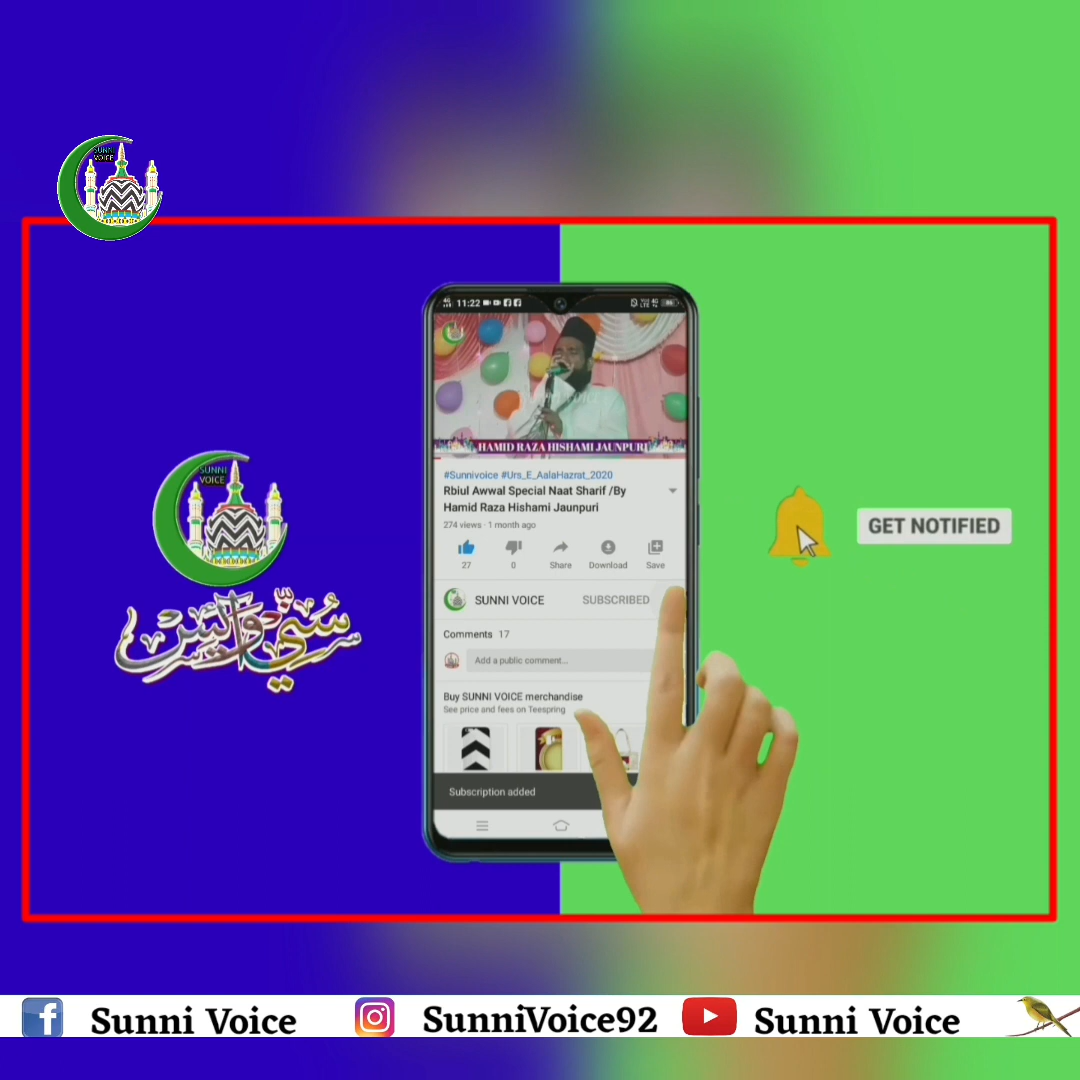 SUNNI
VOICE
11:22
HAMID RAZA HISHAMI JAUNPURI
#Sunnivoice #Urs_E_AalaHazrat_2020
Rbiul Awwal Special Naat Sharif /By
Hamid Raza Hishami Jaunpuri
274 views · 1 month ago
27
0
Share
Download
Save
SUNNI VOICE
SUBSCRIBED
Comments 17
Add a public comment...
Buy SUNNI VOICE merchandise
See price and fees on Teespring
Subscription added
SUNNI
VOICE
سُنّی وائس
GET NOTIFIED
Sunni Voice
SunniVoice92
Sunni Voice